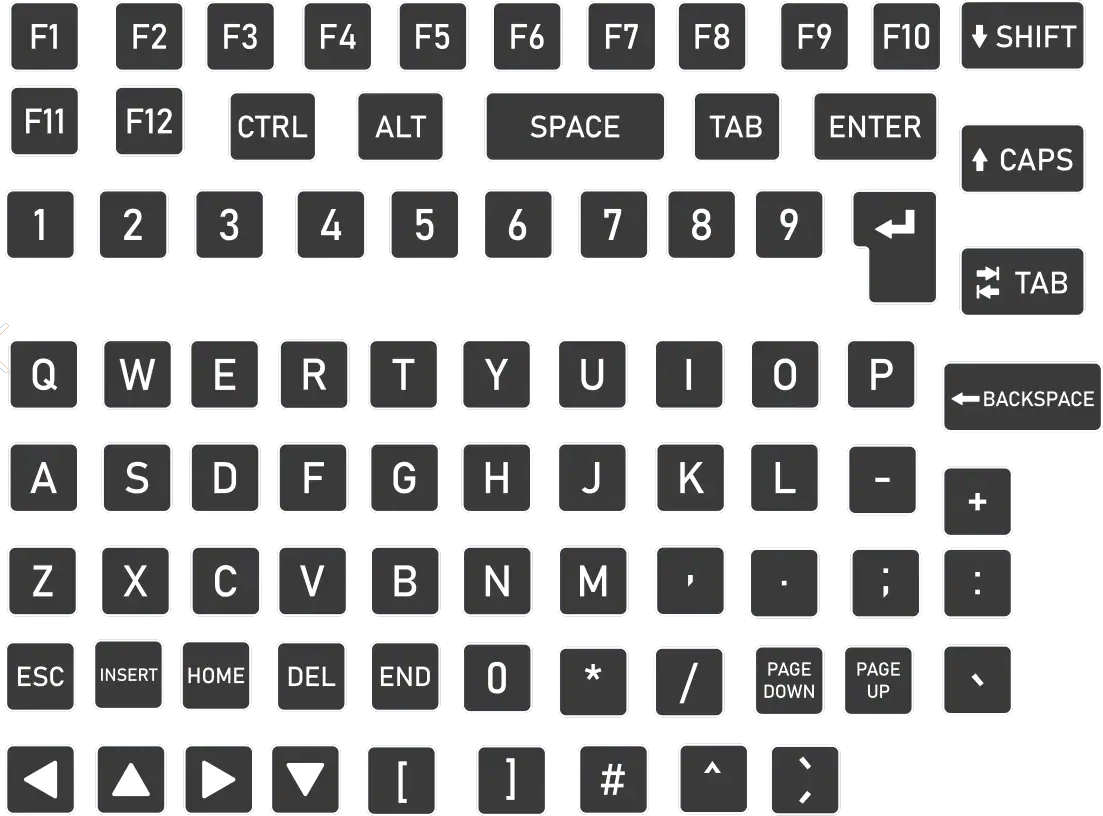 F1 F2 F3 F4 F5 F6 F7 F8 F9 F10 SHIFT
F11 F12 CTRL ALT SPACE TAB ENTER
CAPS
1 2 3 4 5 6 7 8 9
TAB
Q W E R T Y U I O P
BACKSPACE
A S D F G H J K L -
+
Z X C V B N M , . ; :
ESC INSERT HOME DEL END 0 * / PAGE DOWN PAGE UP `
[ ] # ^